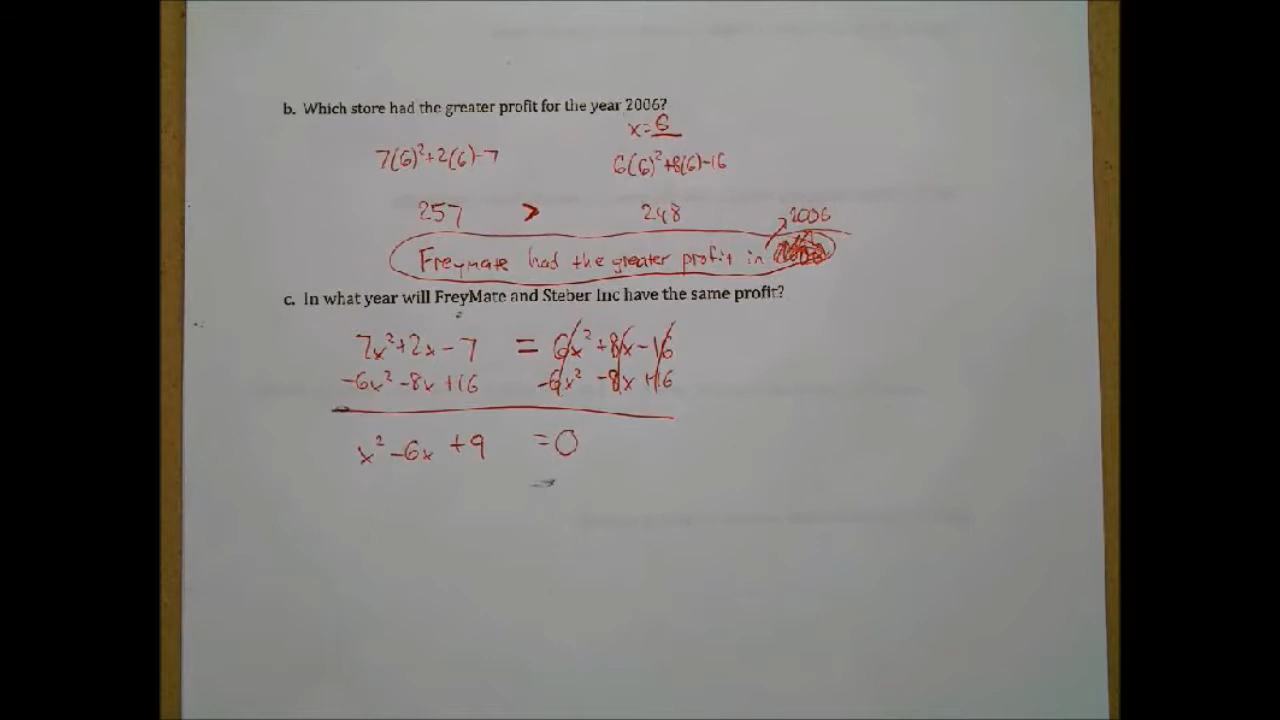 b. Which store had the greater profit for the year 2006?
x=6
7(6)²+2(6)-7 6(6)²+8(6)-16
257 > 248 2006
Freymate had the greater profit in
c. In what year will FreyMate and Steber Inc have the same profit?
7x²+2x-7 = 6x²+8x-16
-6x²-8x+16 -6x²-8x+16
x²-6x+9 =0